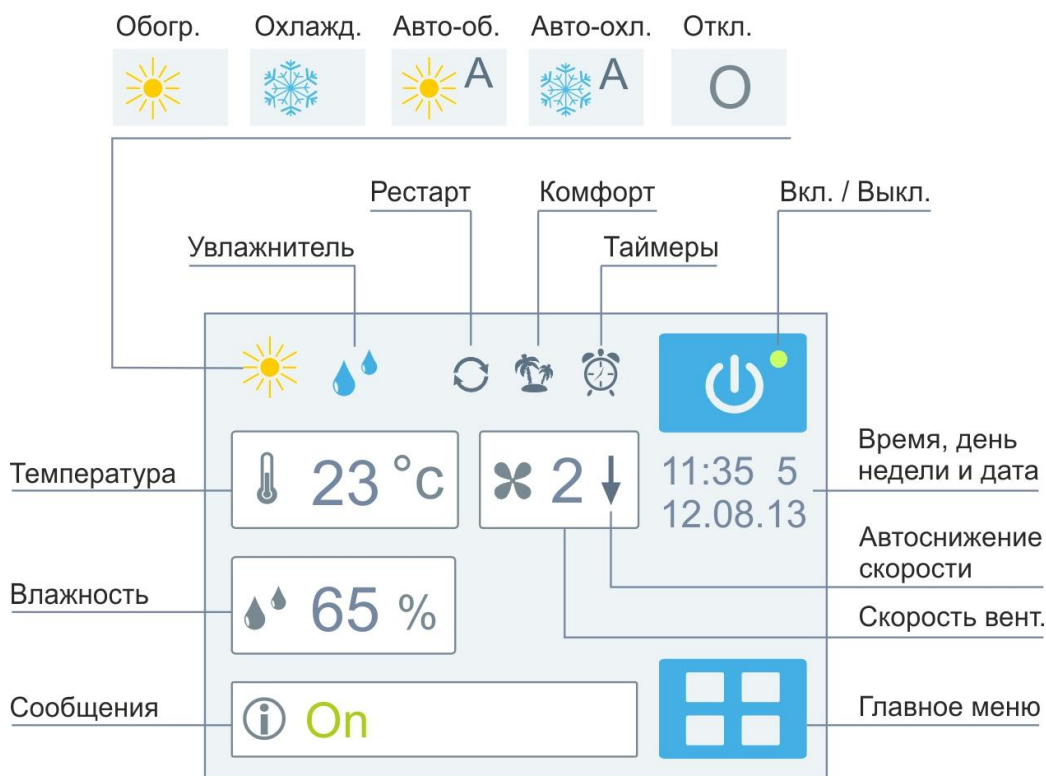 Обогр. Охлажд. Авто-об. Авто-охл. Откл.
A A O
Рестарт Комфорт Вкл. / Выкл.
Увлажнитель Таймеры
Температура 23 °c 2 11:35 5 Время, день
12.08.13 недели и дата
Автоснижение
скорости
Влажность 65 % Скорость вент.
Сообщения i On Главное меню